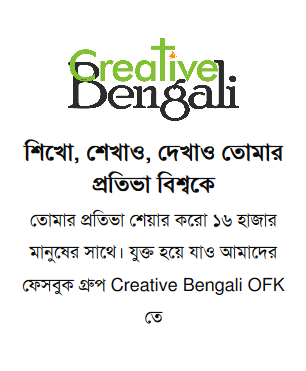 Creative
Bengali
শিখো, শেখাও, দেখাও তোমার
প্রতিভা বিশ্বকে
তোমার প্রতিভা শেয়ার করো ১৬ হাজার
মানুষের সাথে। যুক্ত হয়ে যাও আমাদের
ফেসবুক গ্রুপ Creative Bengali OFK
তে